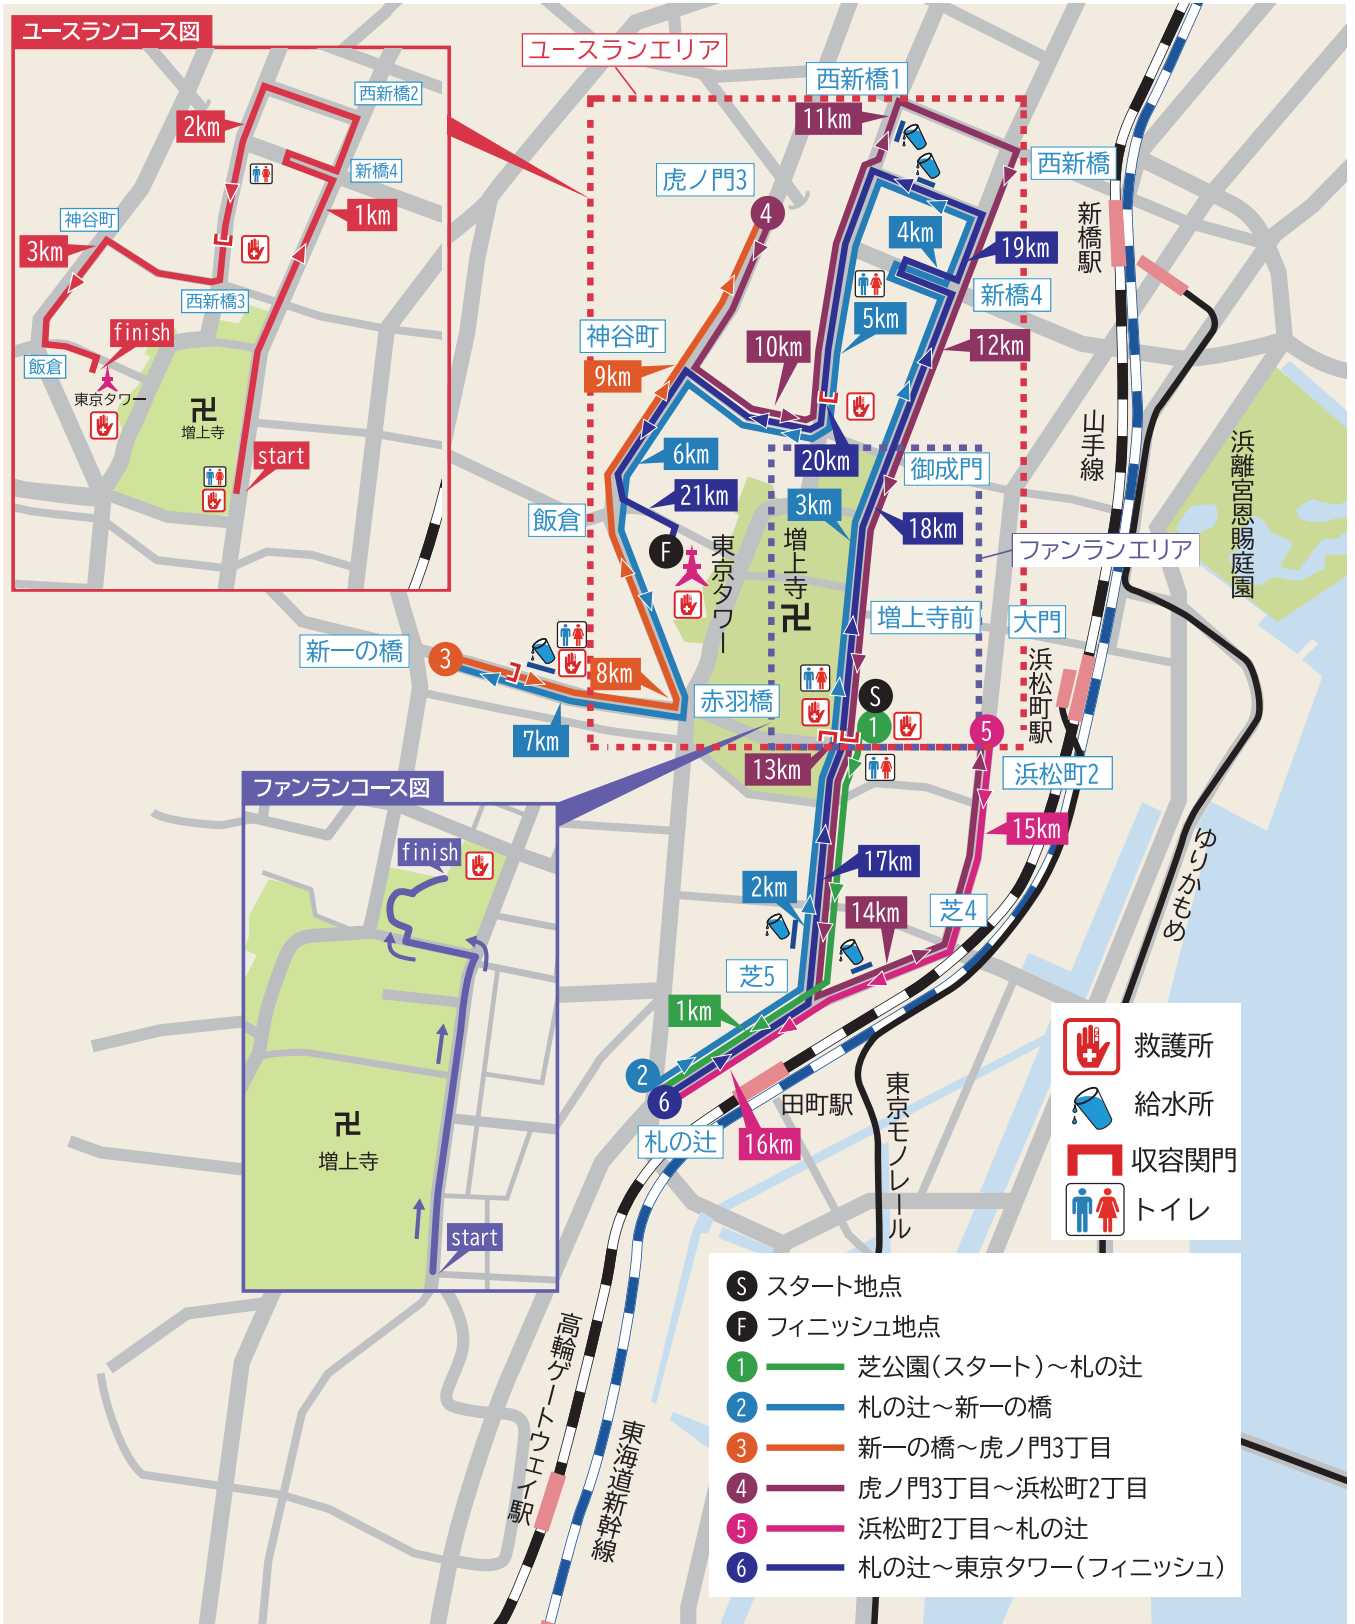 ユースランコース図
西新橋2
2km
新橋4
1km
神谷町
3km
西新橋3
finish
飯倉
東京タワー
卍
増上寺
start
ユースランエリア
西新橋1
11km
虎ノ門3
4
西新橋
新橋駅
4km
19km
新橋4
5km
神谷町
10km
12km
9km
山手線
浜離宮恩賜庭園
6km
20km
御成門
21km
3km
18km
飯倉
F
東京タワー
増上寺
卍
ファンランエリア
増上寺前
大門
新一の橋
3
8km
赤羽橋
S
1
5
浜松町駅
7km
13km
浜松町2
ファンランコース図
finish
卍
増上寺
start
15km
ゆりかもめ
17km
2km
14km
芝4
芝5
1km
2
6
田町駅
16km
札の辻
東京モノレール
救護所
給水所
収容関門
トイレ
高輪ゲートウェイ駅
東海道新幹線
S スタート地点
F フィニッシュ地点
1 芝公園(スタート)～札の辻
2 札の辻～新一の橋
3 新一の橋～虎ノ門3丁目
4 虎ノ門3丁目～浜松町2丁目
5 浜松町2丁目～札の辻
6 札の辻～東京タワー(フィニッシュ)